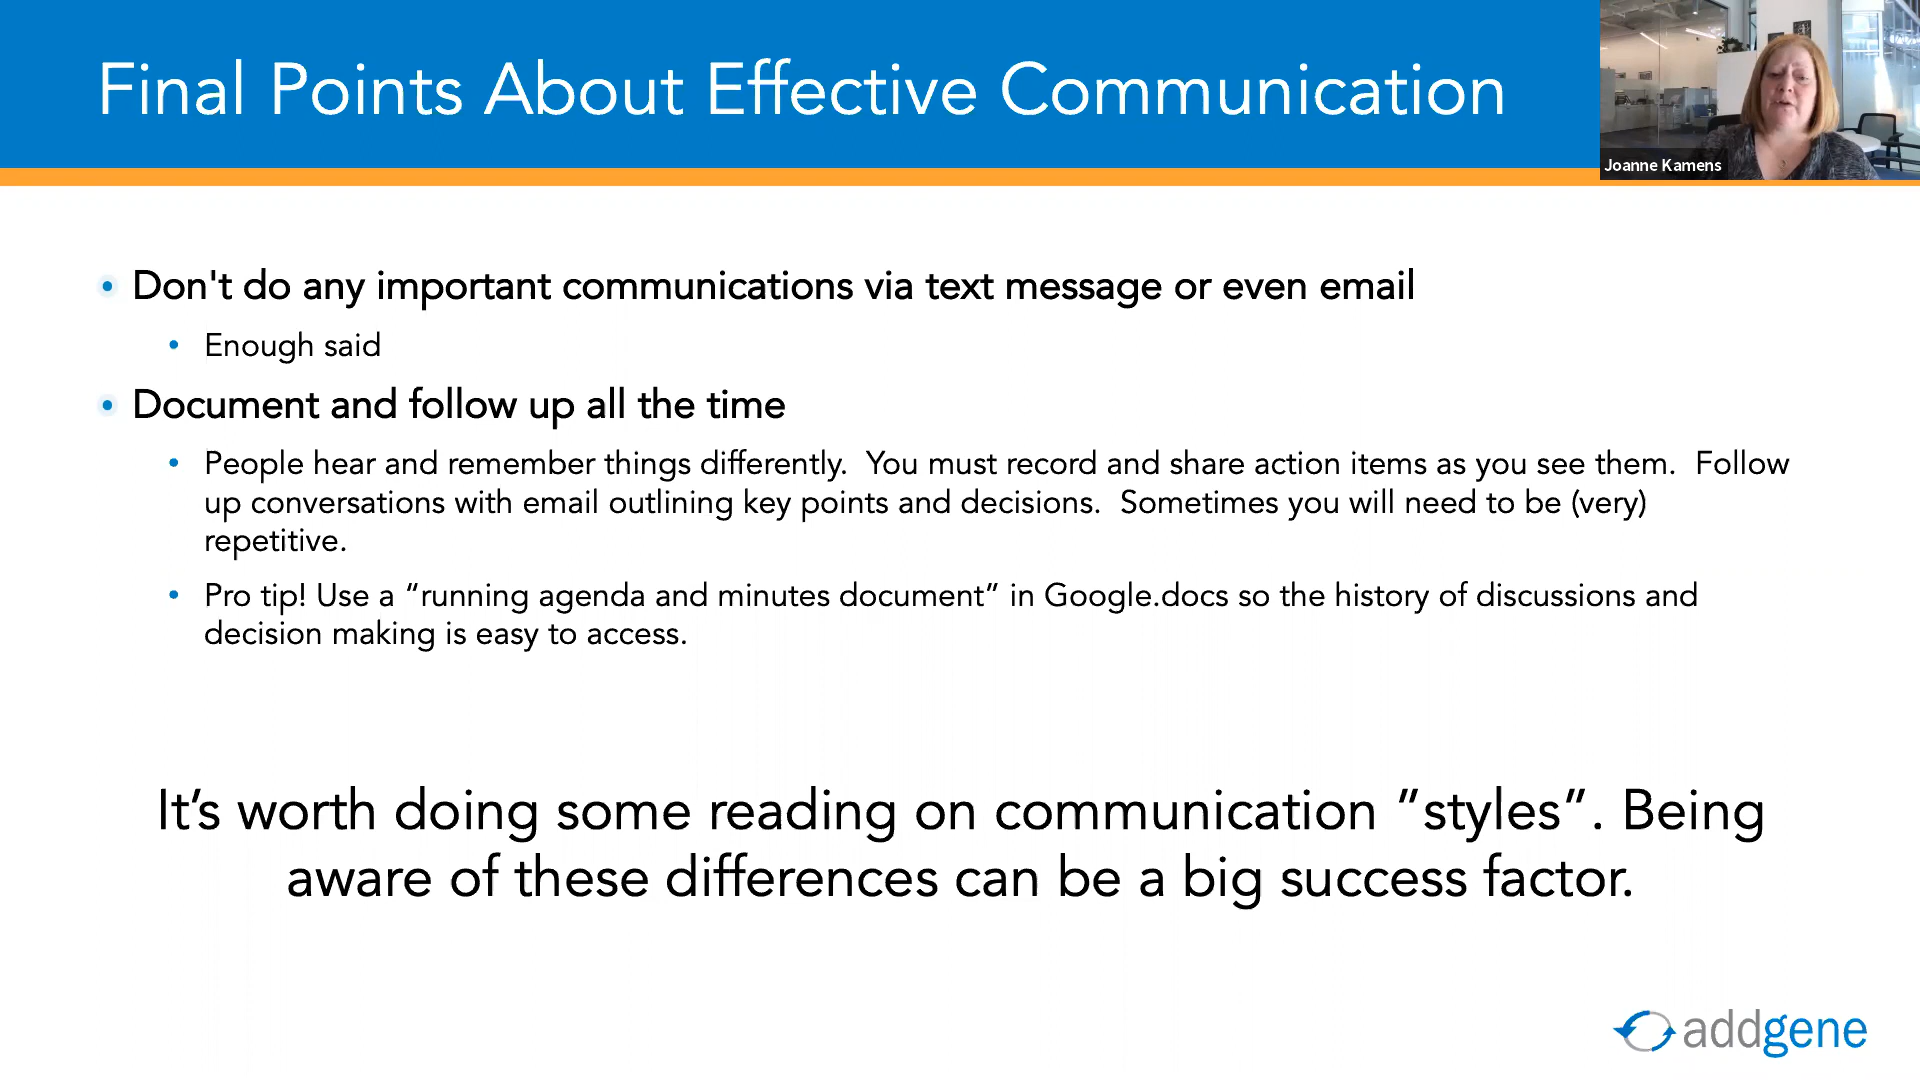 Final Points About Effective Communication
Joanne Kamens
• Don't do any important communications via text message or even email
• Enough said
• Document and follow up all the time
• People hear and remember things differently.  You must record and share action items as you see them.  Follow
up conversations with email outlining key points and decisions.  Sometimes you will need to be (very)
repetitive.
• Pro tip! Use a “running agenda and minutes document” in Google.docs so the history of discussions and
decision making is easy to access.
It’s worth doing some reading on communication ”styles”. Being
aware of these differences can be a big success factor.
addgene